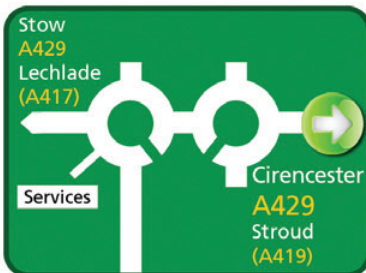 Stow
A429
Lechlade
(A417)
Services
Cirencester
A429
Stroud
(A419)